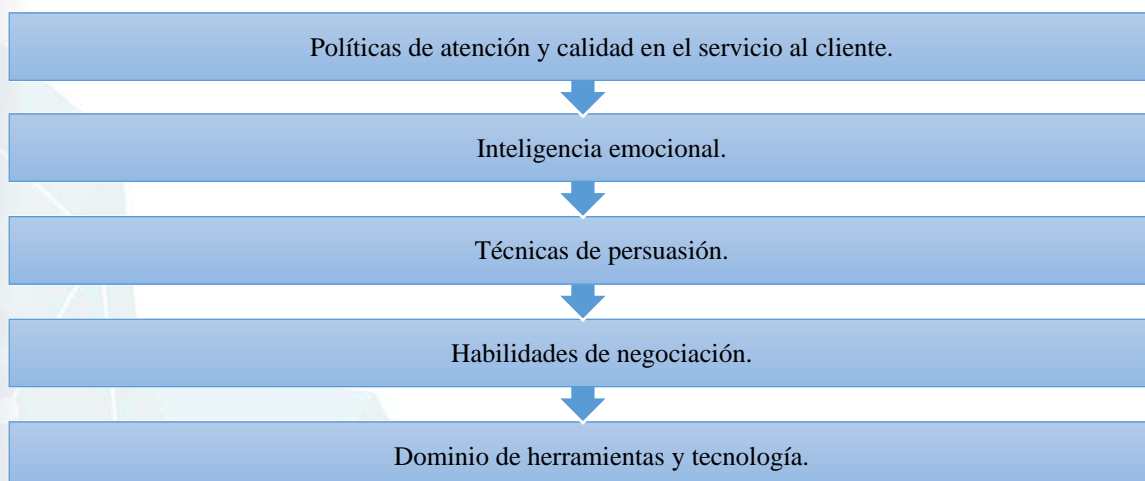 Políticas de atención y calidad en el servicio al cliente.
Inteligencia emocional.
Técnicas de persuasión.
Habilidades de negociación.
Dominio de herramientas y tecnología.